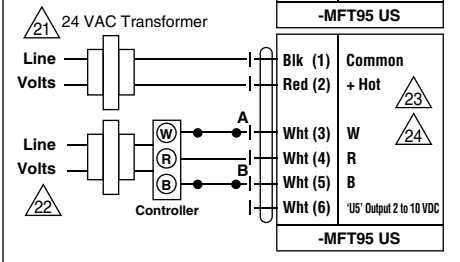 -MFT95 US
21 24 VAC Transformer
Line
Volts
Blk (1) Common
Red (2) + Hot
23
A
W Wht (3) W
24
Line
Volts
R Wht (4) R
B
B Wht (5) B
22
Controller
Wht (6) 'U5' Output 2 to 10 VDC
-MFT95 US